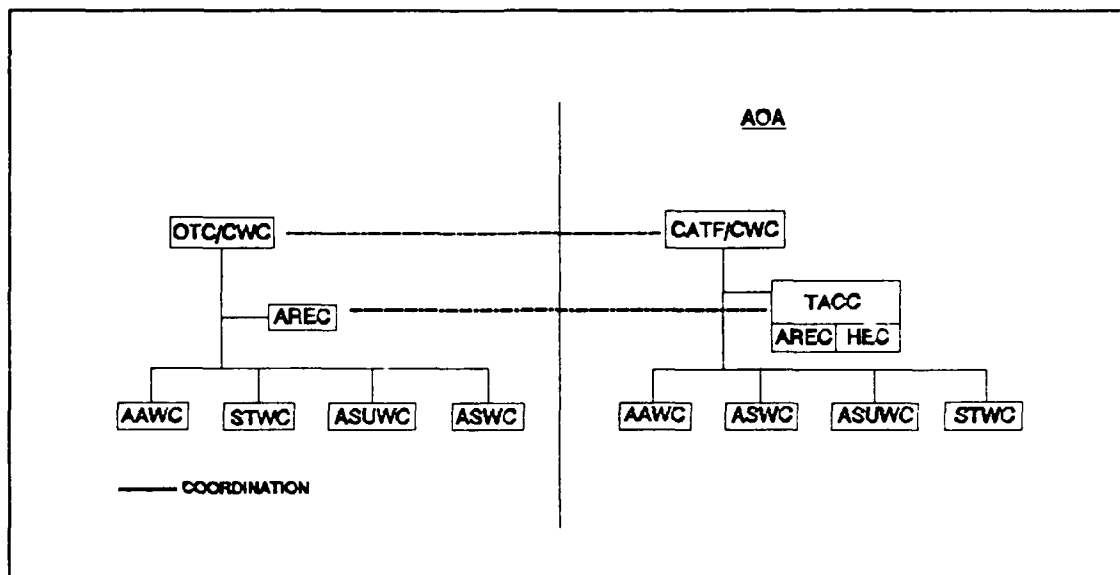 AOA
OTC/CWC
CATF/CWC
AREC
TACC
AREC HEC
AAWC STWC ASUWC ASWC
AAWC ASWC ASUWC STWC
COORDINATION